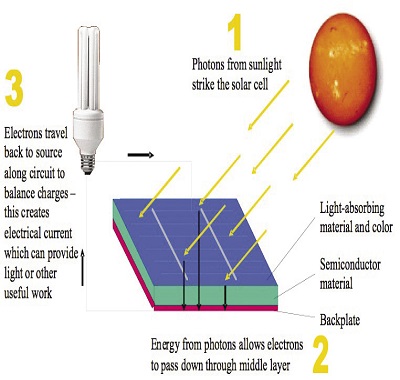 1
Photons from sunlight
strike the solar cell
3
Electrons travel
back to source
along circuit to
balance charges –
this creates
electrical current
which can provide
light or other
useful work
Light-absorbing
material and color
Semiconductor
material
Backplate
Energy from photons allows electrons
to pass down through middle layer
2